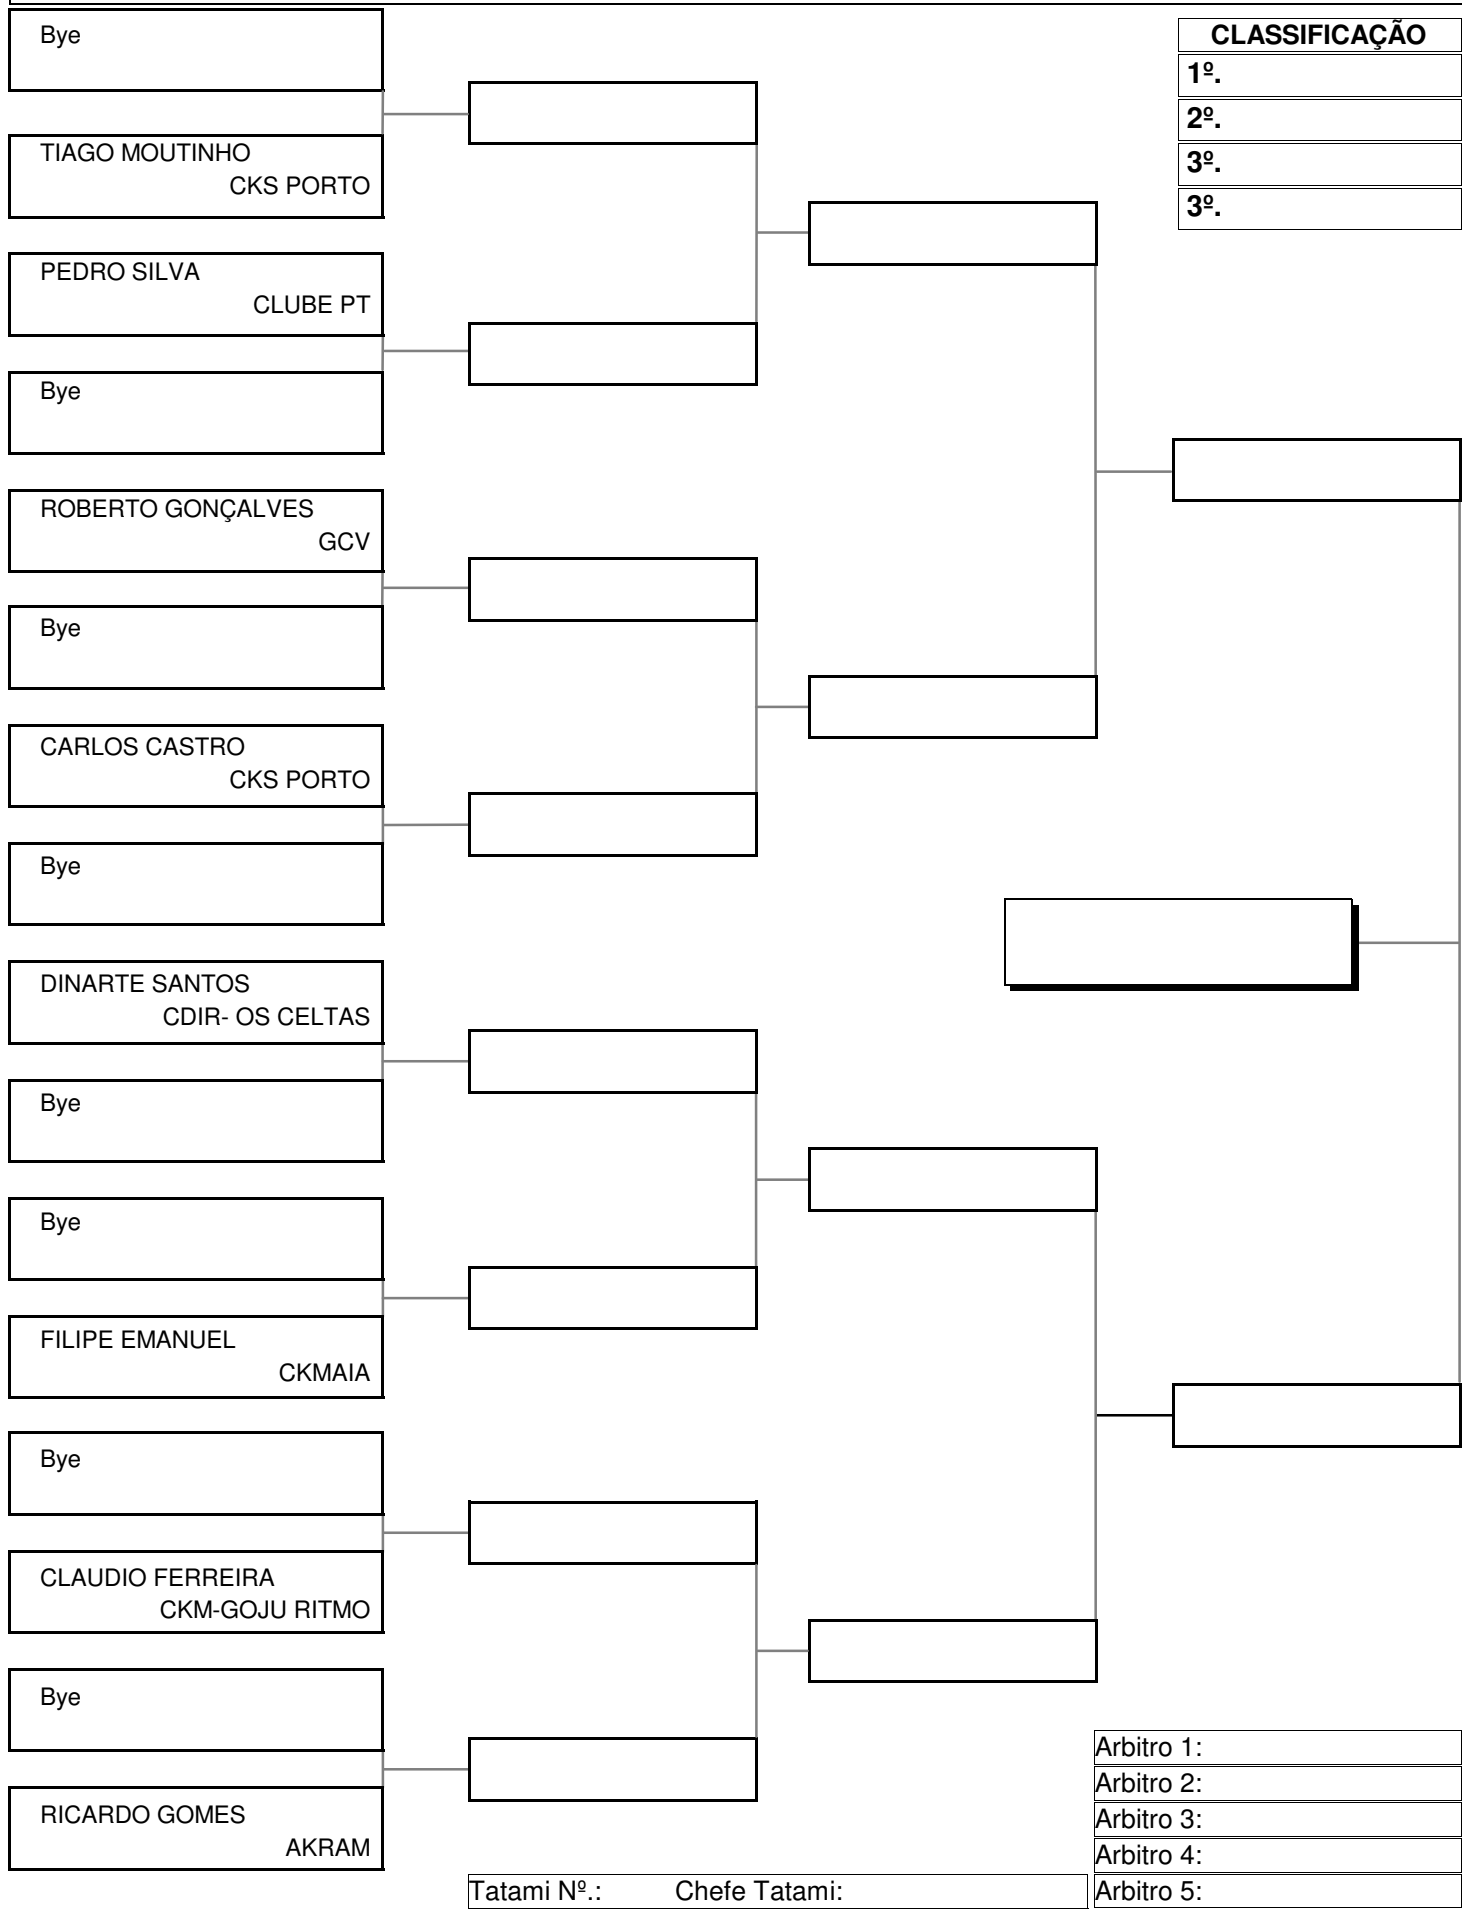 Bye
CLASSIFICAÇÃO
1º.
2º.
3º.
3º.
TIAGO MOUTINHO
CKS PORTO
PEDRO SILVA
CLUBE PT
Bye
ROBERTO GONÇALVES
GCV
Bye
CARLOS CASTRO
CKS PORTO
Bye
DINARTE SANTOS
CDIR- OS CELTAS
Bye
Bye
FILIPE EMANUEL
CKMAIA
Bye
CLAUDIO FERREIRA
CKM-GOJU RITMO
Bye
RICARDO GOMES
AKRAM
Arbitro 1:
Arbitro 2:
Arbitro 3:
Arbitro 4:
Tatami Nº.: Chefe Tatami:
Arbitro 5: